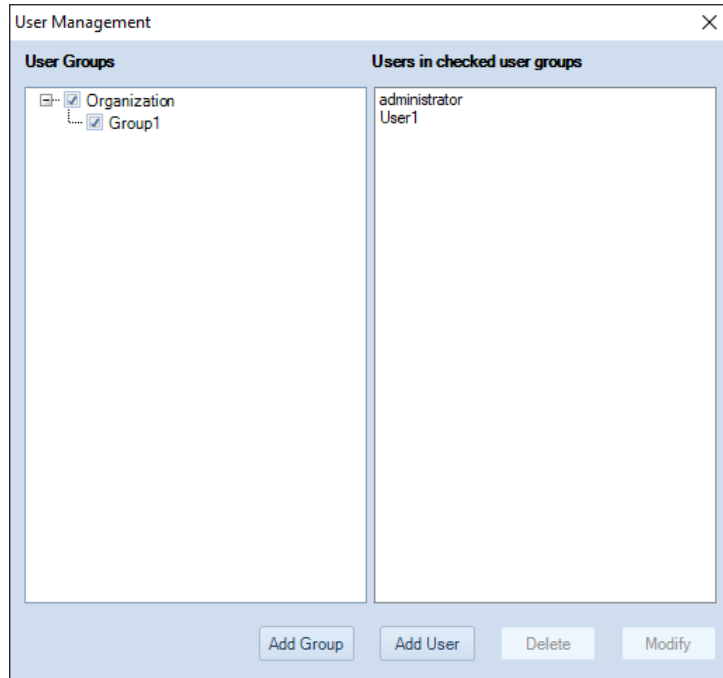 User Management
User Groups
Users in checked user groups
Organization
Group1
administrator
User1
Add Group
Add User
Delete
Modify